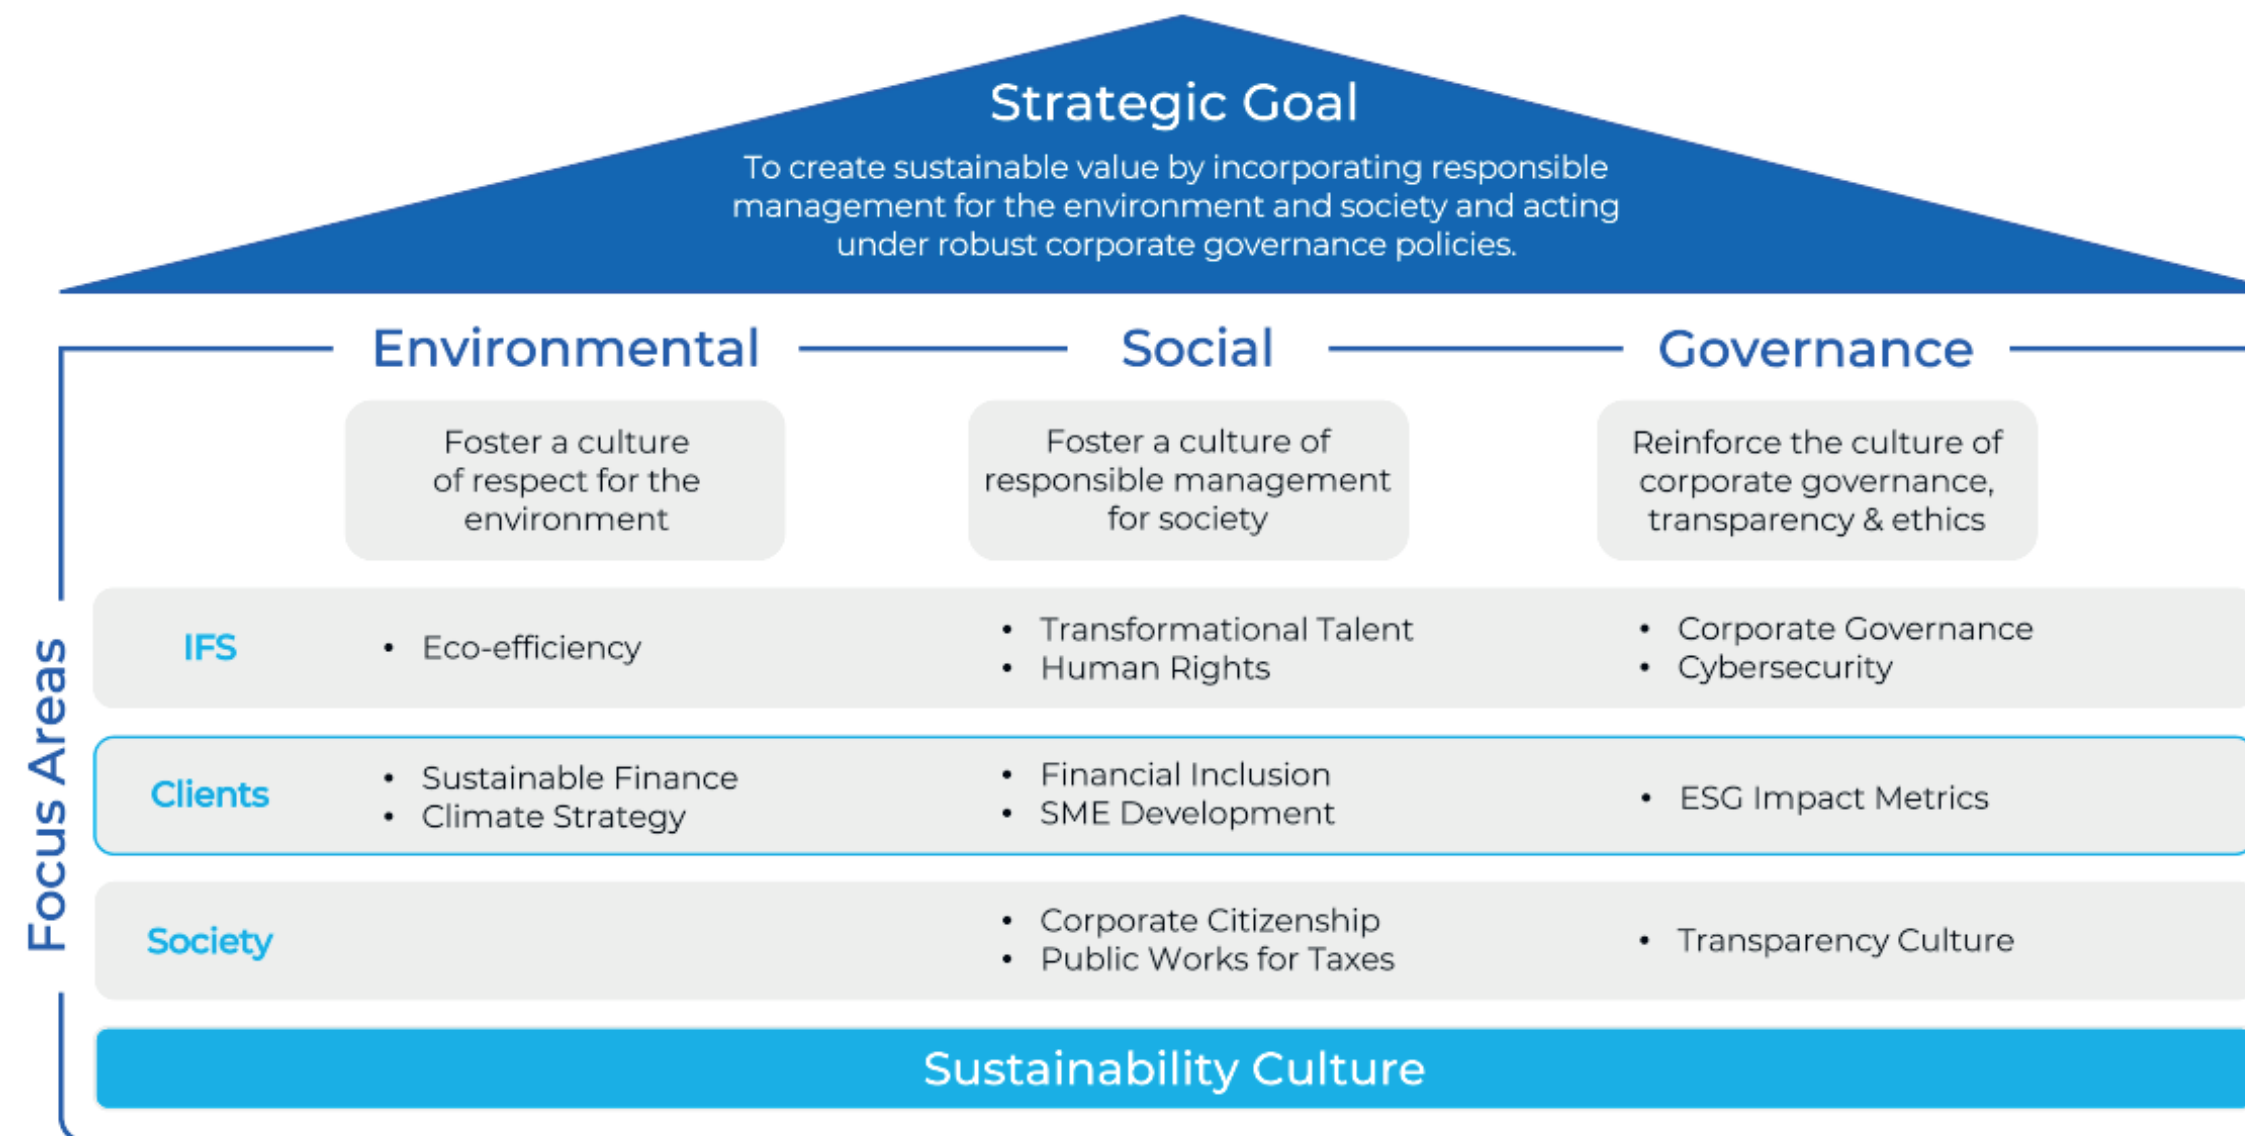 Strategic Goal
To create sustainable value by incorporating responsible
management for the environment and society and acting
under robust corporate governance policies.
Environmental
Social
Governance
Foster a culture
of respect for the
environment
Foster a culture of
responsible management
for society
Reinforce the culture of
corporate governance,
transparency & ethics
Focus Areas
IFS
• Eco-efficiency
• Transformational Talent
• Human Rights
• Corporate Governance
• Cybersecurity
Clients
• Sustainable Finance
• Climate Strategy
• Financial Inclusion
• SME Development
• ESG Impact Metrics
Society
• Corporate Citizenship
• Public Works for Taxes
• Transparency Culture
Sustainability Culture